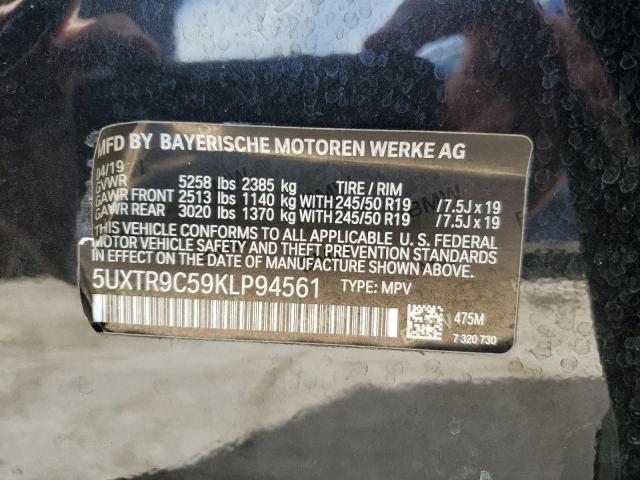 MFD BY BAYERISCHE MOTOREN WERKE AG
04/19
GVWR 5258 lbs 2385 kg TIRE / RIM
GAWR FRONT 2513 lbs 1140 kg WITH 245/50 R19 /7.5J x 19
GAWR REAR 3020 lbs 1370 kg WITH 245/50 R19 /7.5J x 19
THIS VEHICLE CONFORMS TO ALL APPLICABLE U.S. FEDERAL
MOTOR VEHICLE SAFETY AND THEFT PREVENTION STANDARDS
IN EFFECT ON THE DATE OF MANUFACTURE SHOWN ABOVE.
5UXTR9C59KLP94561 TYPE: MPV
475M
7 320 730